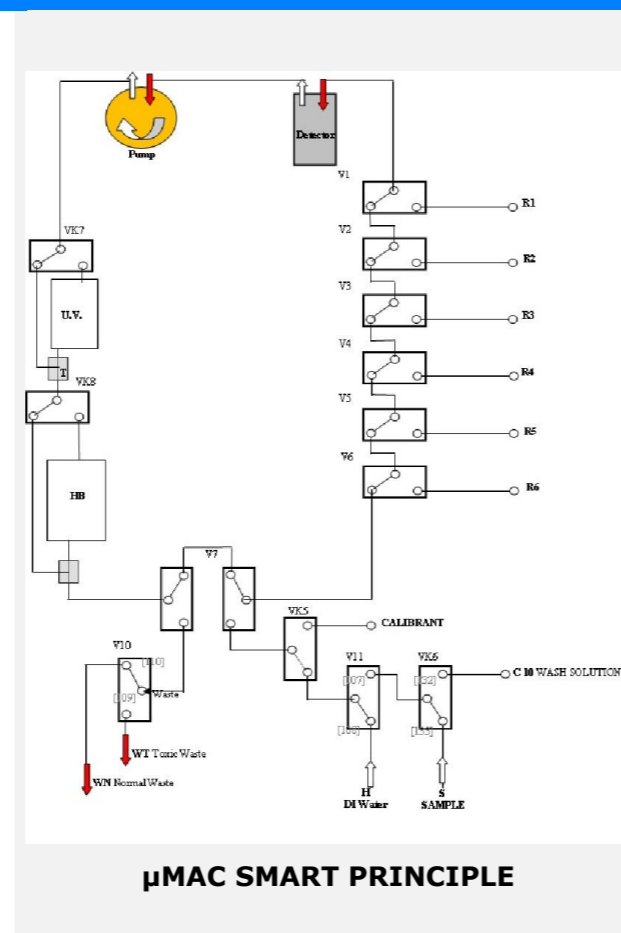 Pump
Detector
V1
R1
V2
R2
V3
R3
V4
R4
V5
R5
V6
R6
VK7
U.V.
T
VK8
HB
V7
VK5
CALIBRANT
V10
[110]
[109]
Waste
WT Toxic Waste
WN Normal Waste
V11
[107]
VK6
[132]
C 10 WASH SOLUTION
H
DI Water
S
SAMPLE
µMAC SMART PRINCIPLE